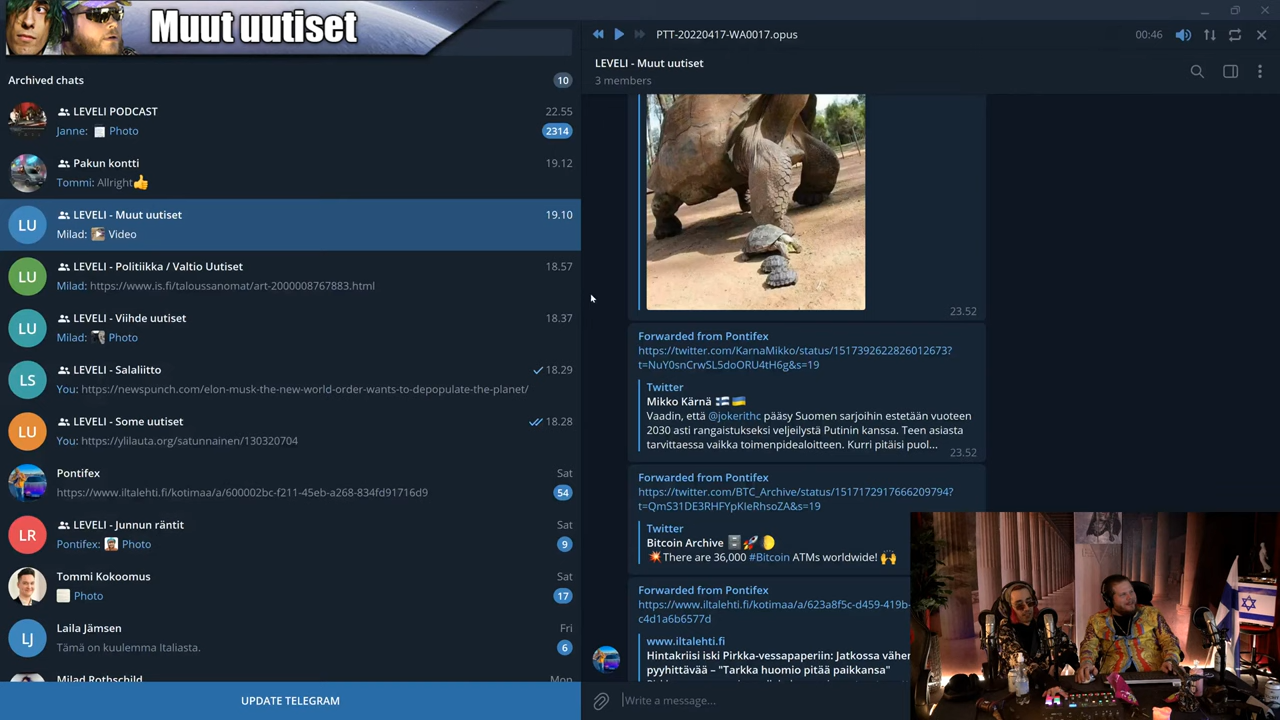 Muut uutiset
Archived chats
10
LEVELI PODCAST
22.55
Janne: Photo
2314
Pakun kontti
19.12
Tommi: Allright
LU
LEVELI - Muut uutiset
19.10
Milad: Video
LU
LEVELI - Politiikka / Valtio Uutiset
18.57
Milad: https://www.is.fi/taloussanomat/art-2000008767883.html
LU
LEVELI - Viihde uutiset
18.37
Milad: Photo
LS
LEVELI - Salaliitto
18.29
You: https://newspunch.com/elon-musk-the-new-world-order-wants-to-depopulate-the-planet/
LU
LEVELI - Some uutiset
18.28
You: https://ylilauta.org/satunnainen/130320704
Pontifex
Sat
https://www.iltalehti.fi/kotimaa/a/600002bc-f211-45eb-a268-834fd91716d9
54
LR
LEVELI - Junnun räntit
Sat
Pontifex: Photo
9
Tommi Kokoomus
Sat
Photo
17
LJ
Laila Jämsen
Fri
Tämä on kuulemma Italiasta.
6
Milad Rothschild
Mon
UPDATE TELEGRAM
PTT-20220417-WA0017.opus
00:46
LEVELI - Muut uutiset
3 members
23.52
Forwarded from Pontifex
https://twitter.com/KarnaMikko/status/1517392622826012673?
t=NuY0snCrwSL5doORU4tH6g&s=19
Twitter
Mikko Kärnä
Vaadin, että @jokerithc pääsy Suomen sarjoihin estetään vuoteen
2030 asti rangaistukseksi veljeilystä Putinin kanssa. Teen asiasta
tarvittaessa vaikka toimenpidealoitteen. Kurri pitäisi puol...
23.52
Forwarded from Pontifex
https://twitter.com/BTC_Archive/status/1517172917666209794?
t=QmS31DE3RHFYpKIeRhsoZA&s=19
Twitter
Bitcoin Archive
There are 36,000 #Bitcoin ATMs worldwide!
Forwarded from Pontifex
https://www.iltalehti.fi/kotimaa/a/623a8f5c-d459-419b-
c4d1a6b6577d
www.iltalehti.fi
Hintakriisi iski Pirkka-vessapaperiin: Jatkossa vähe
pyyhittävää – "Tarkka huomio pitää paikkansa"
Write a message...